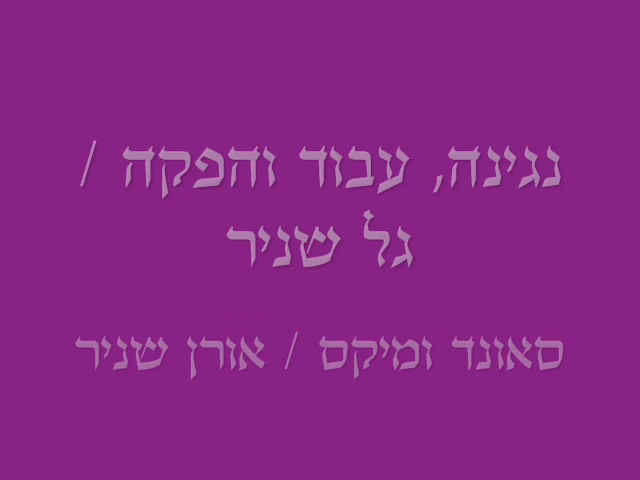 נגינה, עבוד והפקה /
גל שניר
סאונד ומיקס / אורן שניר